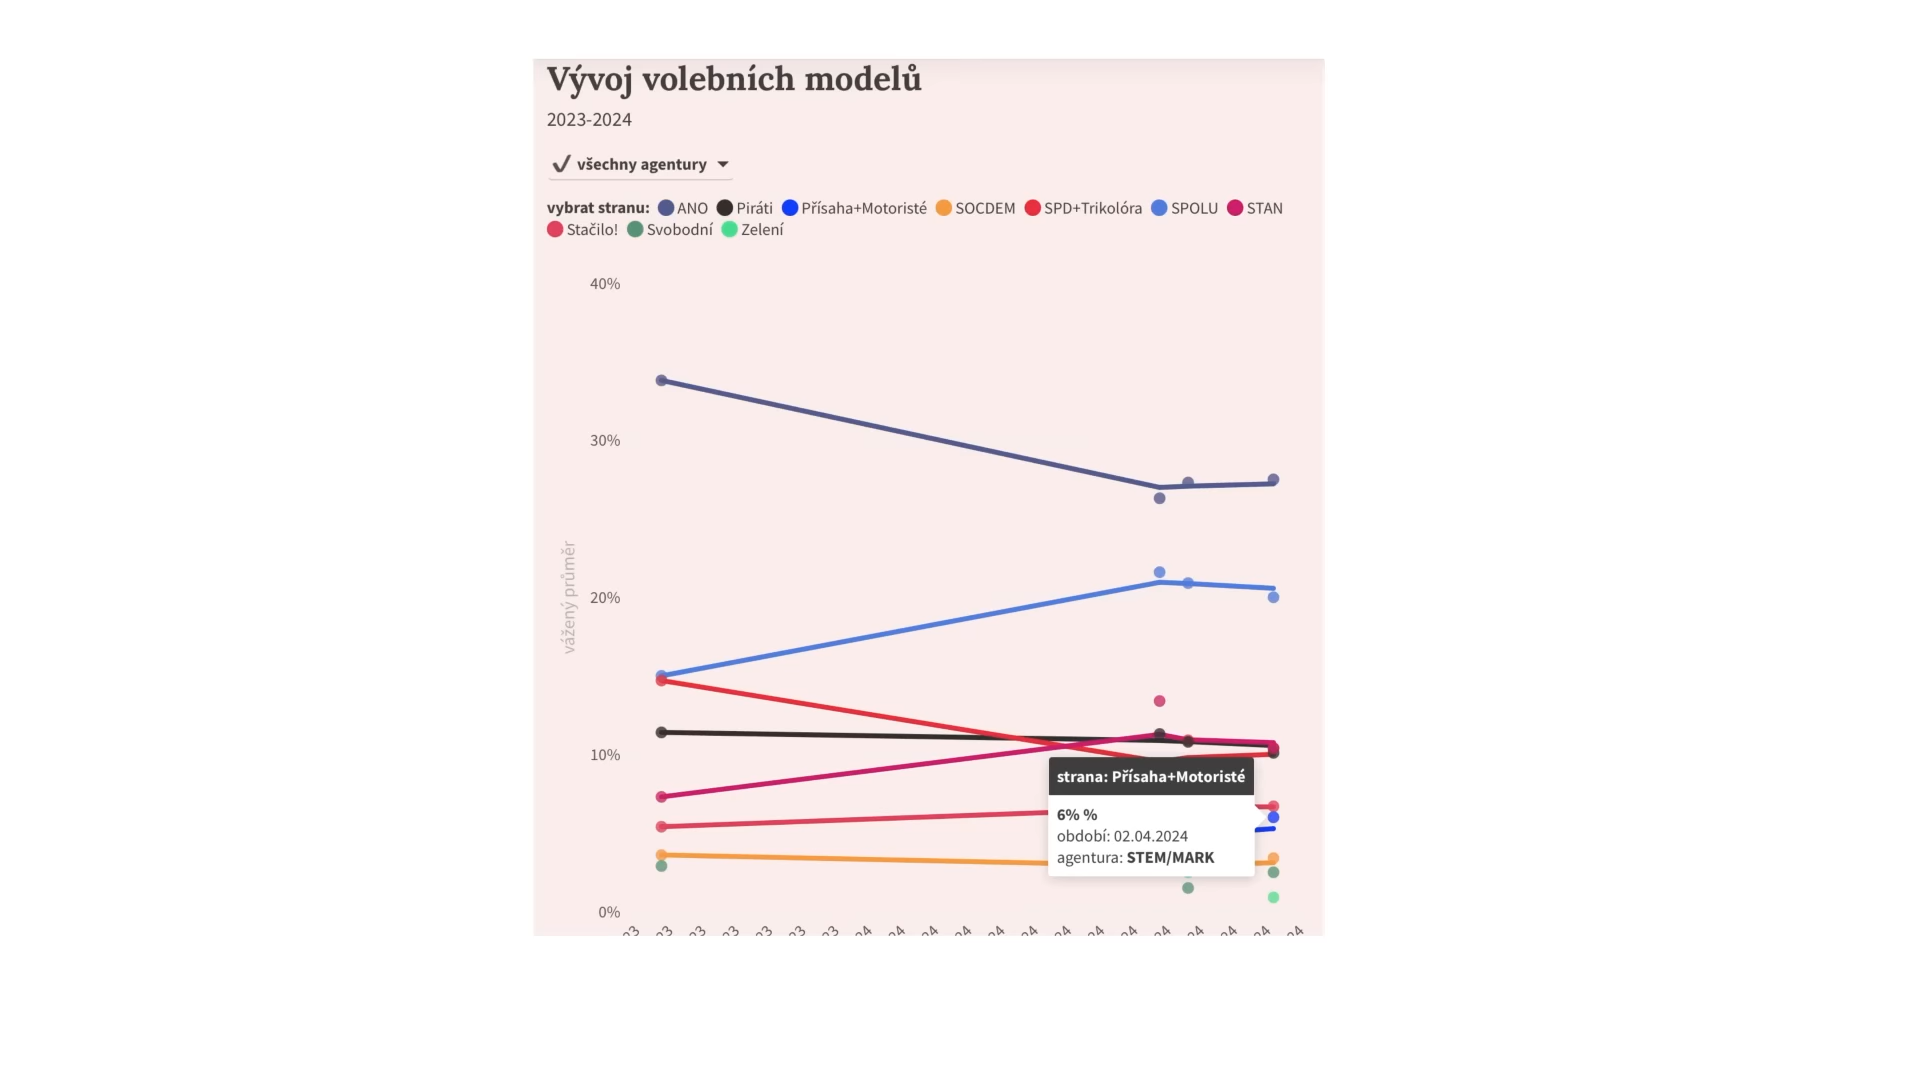 Vývoj volebních modelů
2023-2024
všechny agentury
vybrat stranu: ANO Piráti Přísaha+Motoristé SOCDEM SPD+Trikolóra SPOLU STAN
Stačilo! Svobodní Zelení
40%
30%
vážený průměr
20%
10%
strana: Přísaha+Motoristé
6% %
období: 02.04.2024
agentura: STEM/MARK
0%